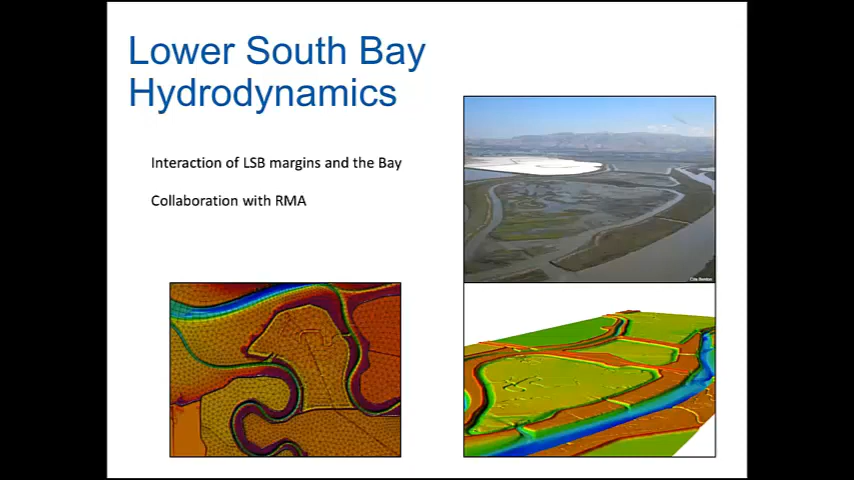 Lower South Bay
Hydrodynamics
Interaction of LSB margins and the Bay
Collaboration with RMA